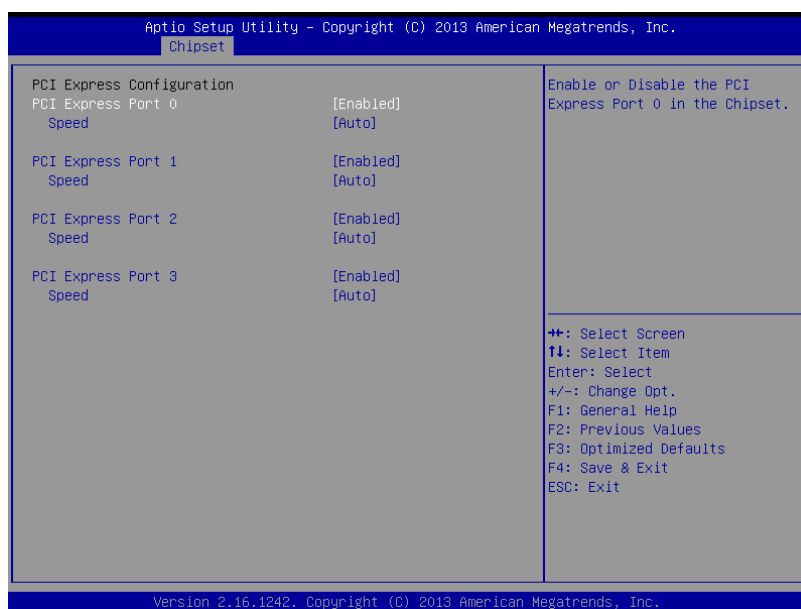 Aptio Setup Utility – Copyright (C) 2013 American Megatrends, Inc.
Chipset
PCI Express Configuration
PCI Express Port 0 [Enabled]
Speed [Auto]
PCI Express Port 1 [Enabled]
Speed [Auto]
PCI Express Port 2 [Enabled]
Speed [Auto]
PCI Express Port 3 [Enabled]
Speed [Auto]
Enable or Disable the PCI
Express Port 0 in the Chipset.
→←: Select Screen
↑↓: Select Item
Enter: Select
+/-: Change Opt.
F1: General Help
F2: Previous Values
F3: Optimized Defaults
F4: Save & Exit
ESC: Exit
Version 2.16.1242. Copyright (C) 2013 American Megatrends, Inc.